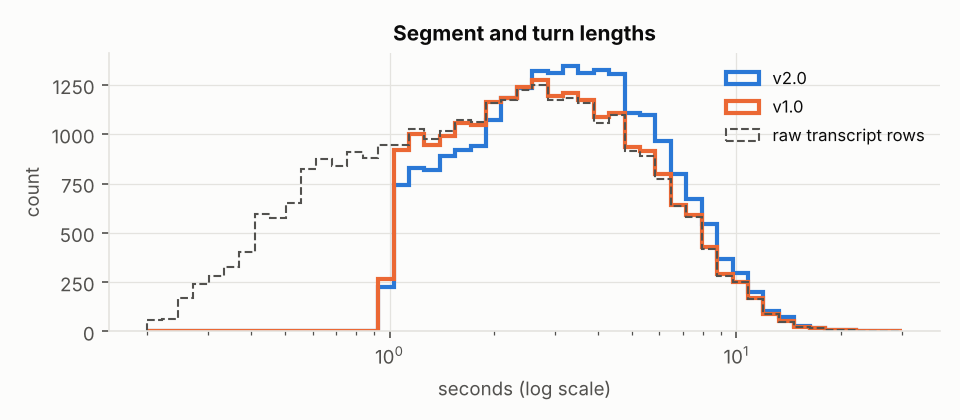 Segment and turn lengths
1250
1000
750
500
250
0
count
10⁰
10¹
seconds (log scale)
v2.0
v1.0
raw transcript rows